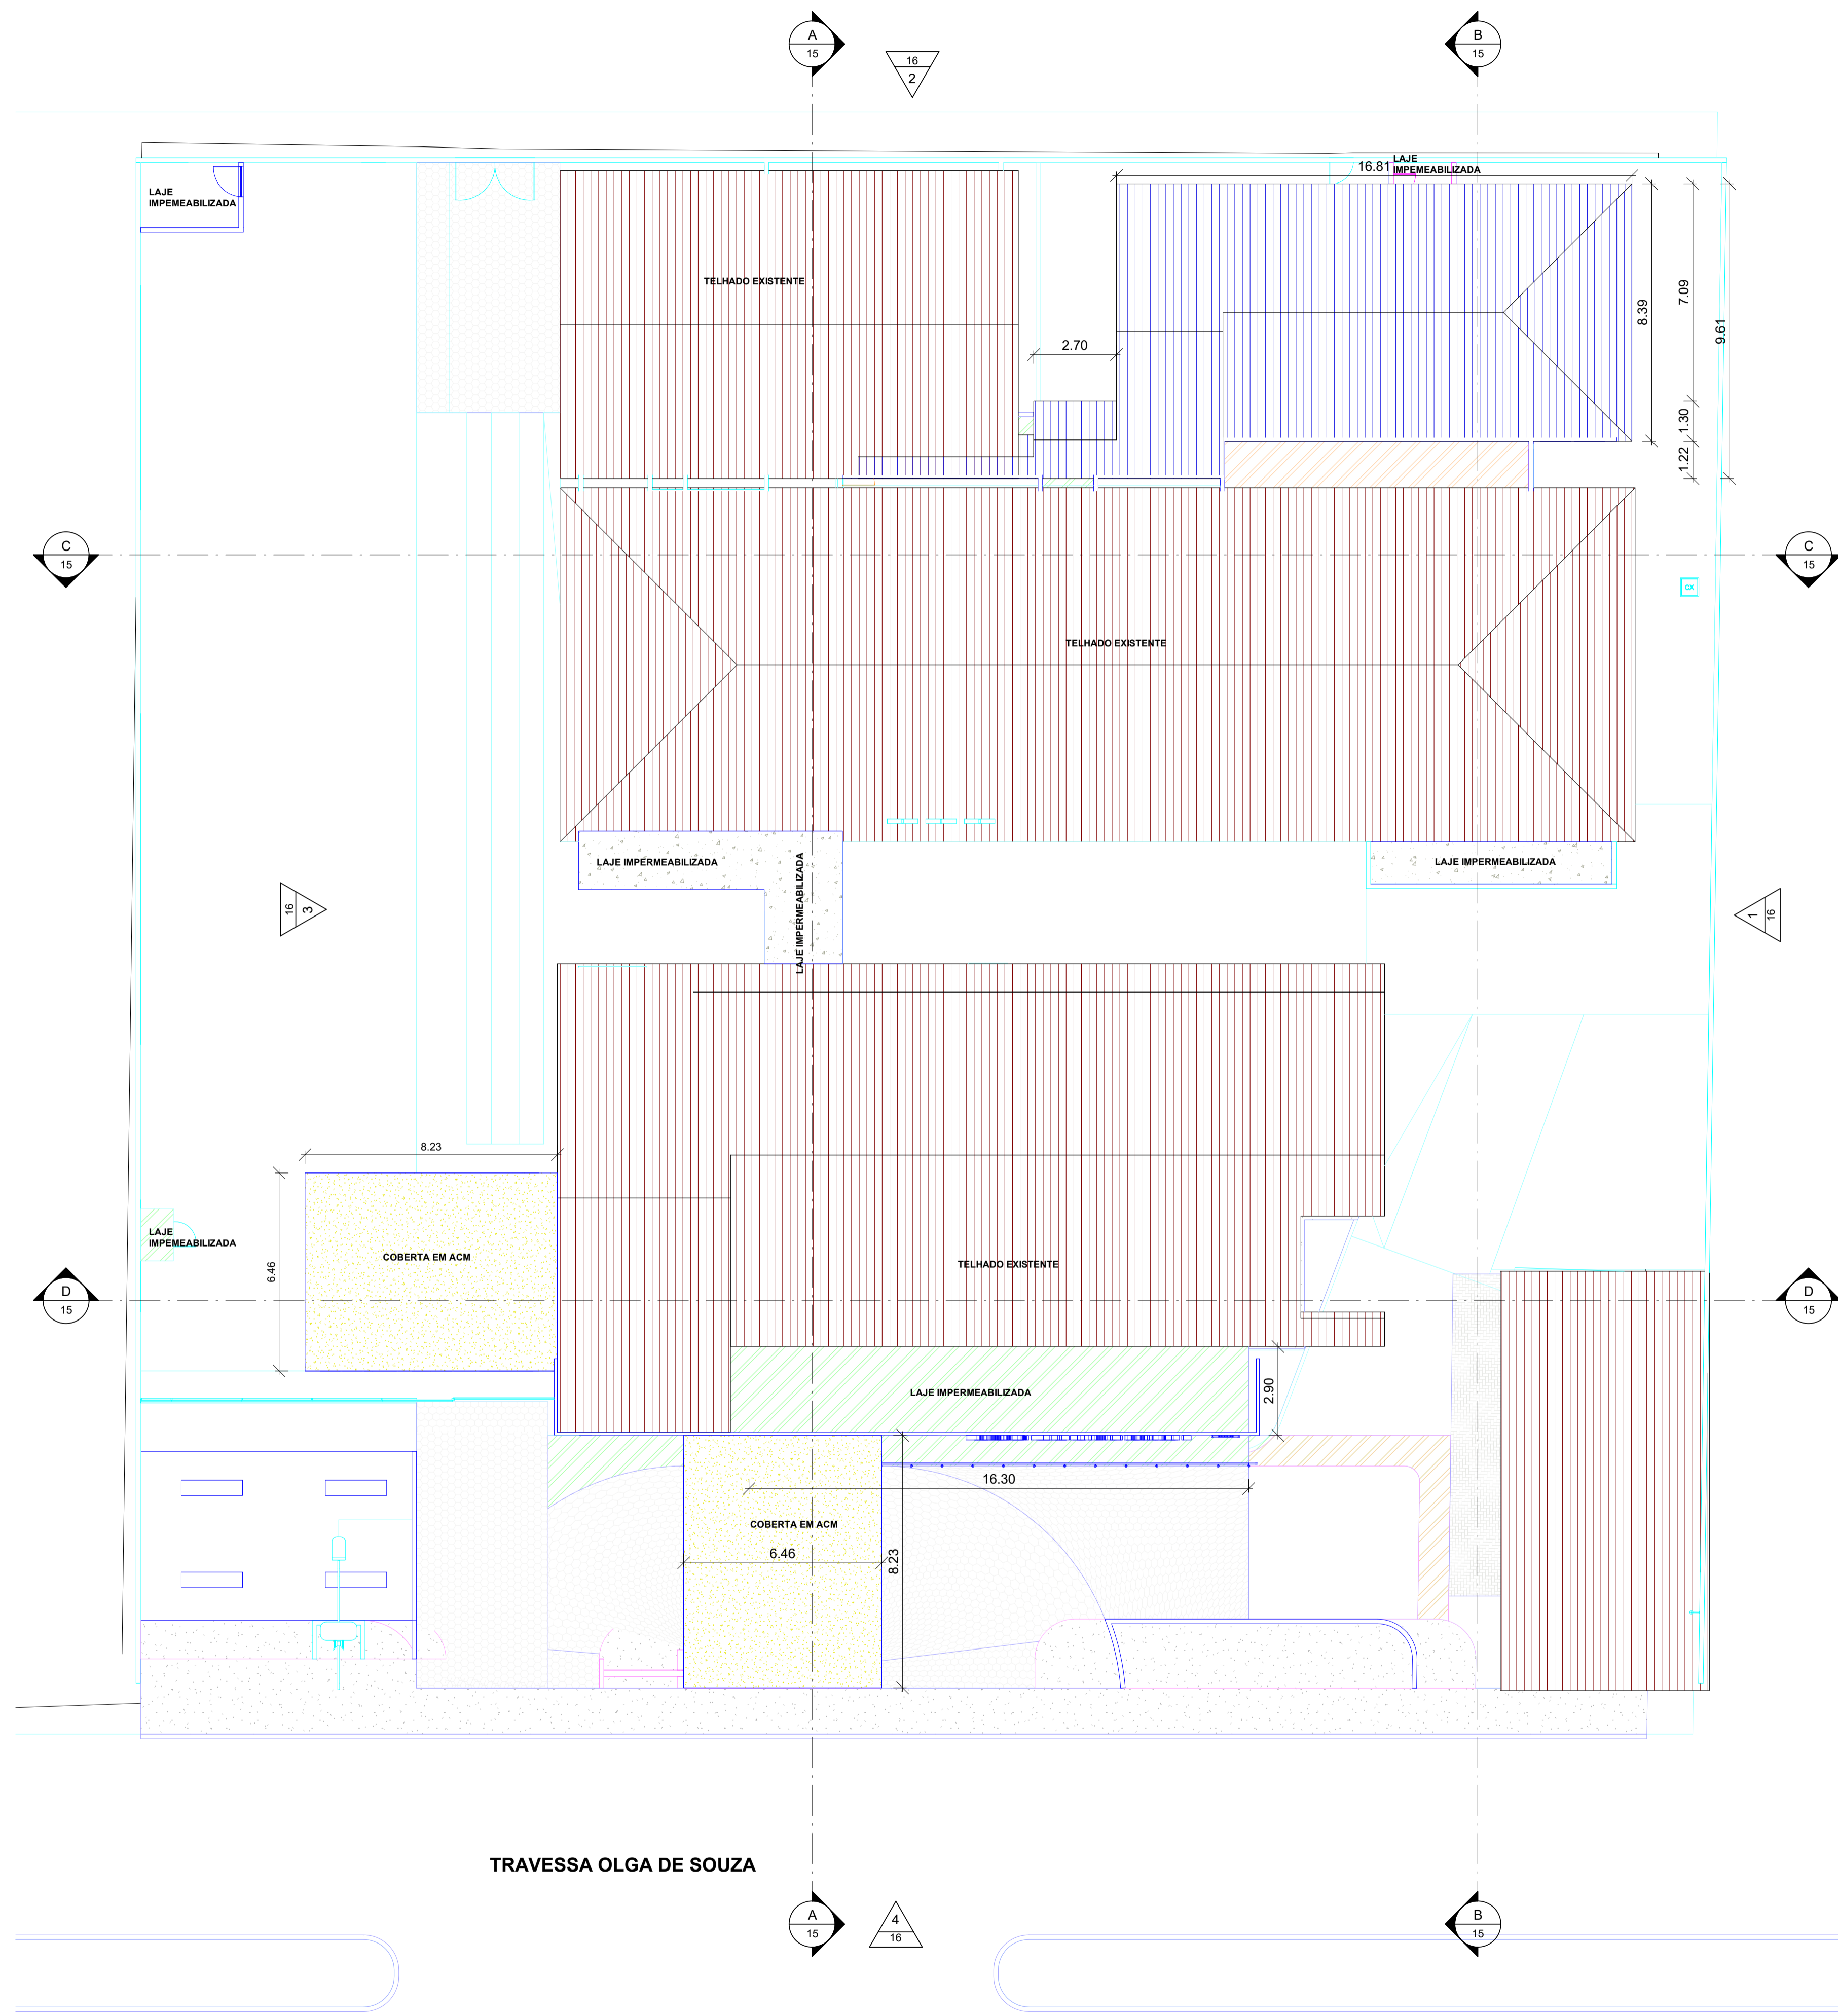 A
15
16
2
B
15
LAJE
IMPEMEABILIZADA
16.81
LAJE
IMPEMEABILIZADA
TELHADO EXISTENTE
2.70
8.39
7.09
9.61
1.30
1.22
C
15
C
15
GK
TELHADO EXISTENTE
LAJE IMPERMEABILIZADA
LAJE IMPERMEABILIZADA
LAJE IMPERMEABILIZADA
16
3
1
16
8.23
6.46
LAJE
IMPEMEABILIZADA
COBERTA EM ACM
TELHADO EXISTENTE
D
15
D
15
LAJE IMPERMEABILIZADA
2.90
16.30
COBERTA EM ACM
6.46
8.23
TRAVESSA OLGA DE SOUZA
A
15
4
16
B
15